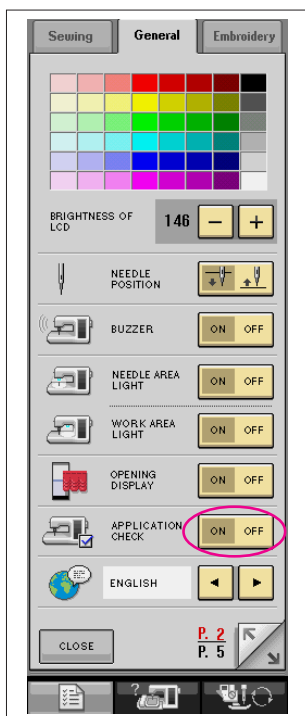 Sewing General Embroidery
BRIGHTNESS OF
LCD
146 − +
NEEDLE
POSITION
BUZZER ON OFF
NEEDLE AREA
LIGHT
ON OFF
WORK AREA
LIGHT
ON OFF
OPENING
DISPLAY
ON OFF
APPLICATION
CHECK
ON OFF
ENGLISH
CLOSE
P. 2
P. 5
?